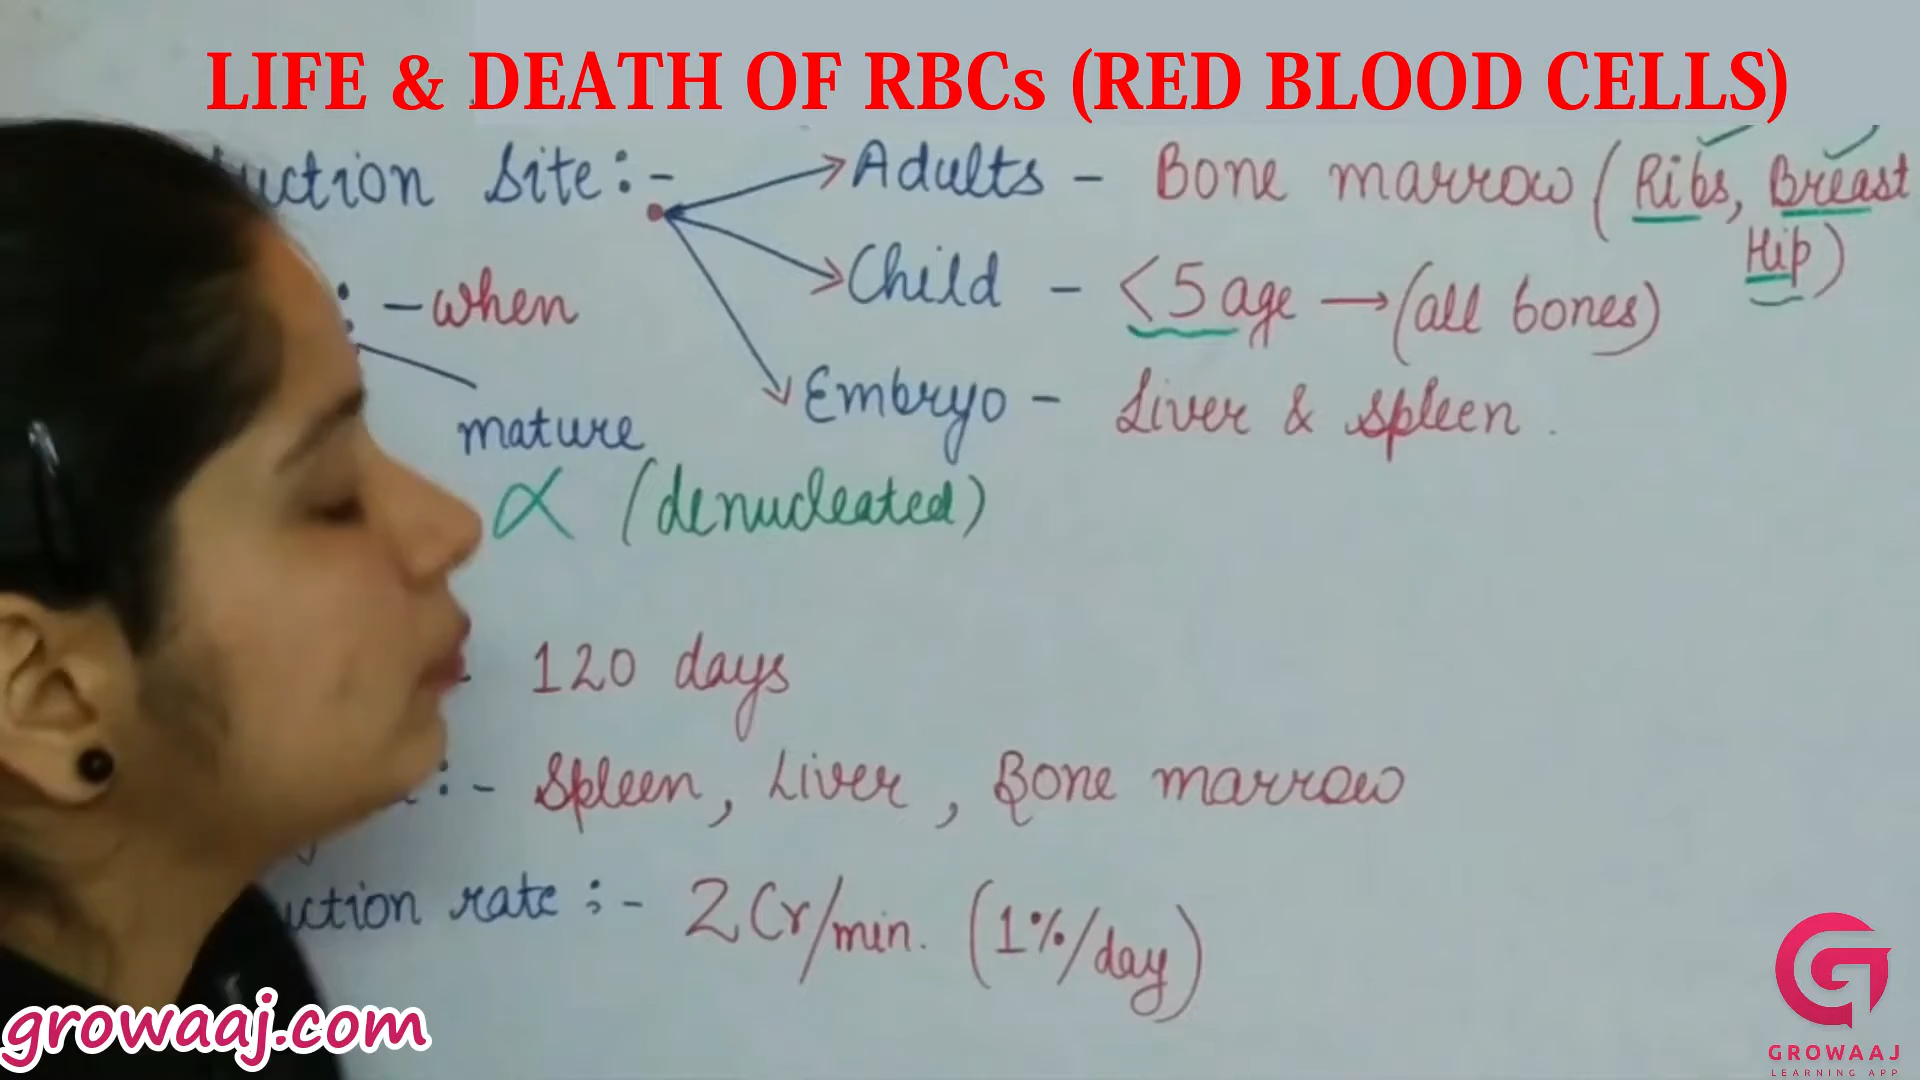 LIFE & DEATH OF RBCs (RED BLOOD CELLS)
uction Site:-
Adults - Bone marrow (Ribs, Breast
Hip)
: - when
Child - <5 age → (all bones)
mature
Embryo - Liver & spleen.
(denucleated)
120 days
:- Spleen, Liver, Bone marrow
uction rate :- 2Cr/min. (1%/day)
growaaj.com
GROWAAJ
LEARNING APP